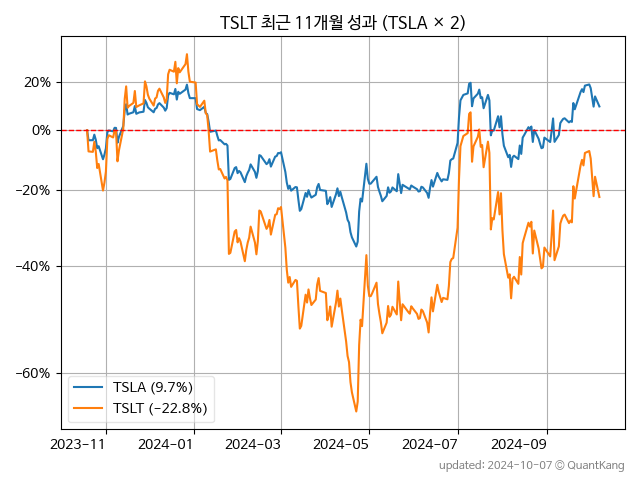 TSLT 최근 11개월 성과 (TSLA × 2)
20%
0%
−20%
−40%
−60%
TSLA (9.7%)
TSLT (−22.8%)
2023−11
2024−01
2024−03
2024−05
2024−07
2024−09
updated: 2024-10-07 © QuantKang